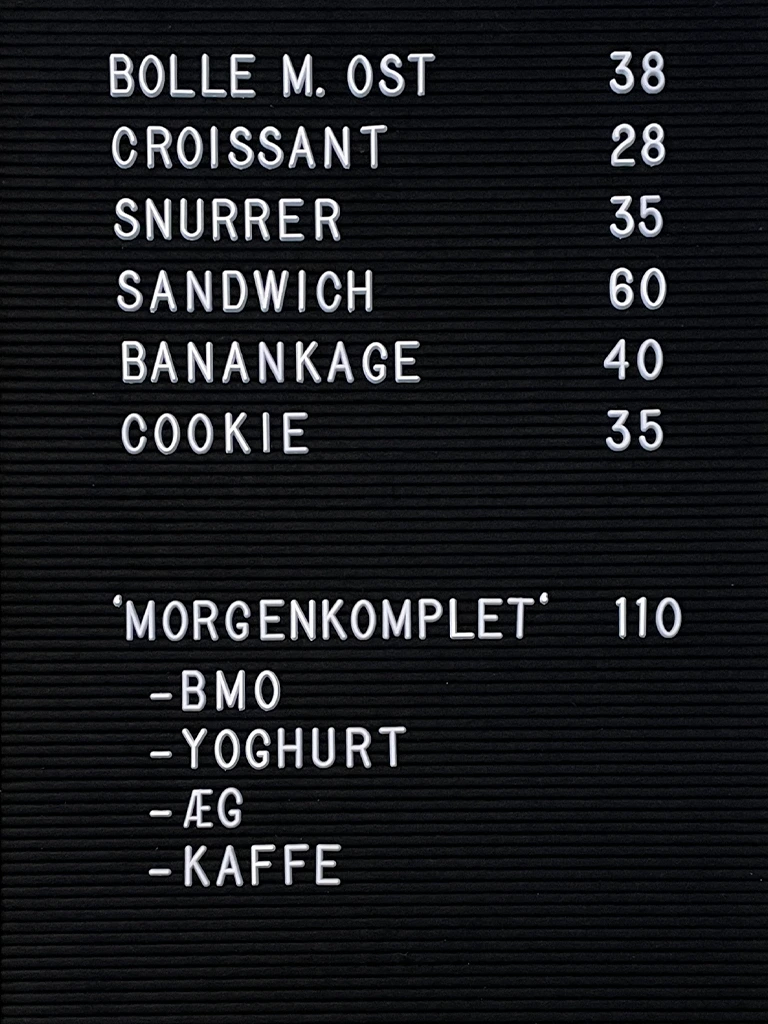 BOLLE M. OST 38
CROISSANT 28
SNURRER 35
SANDWICH 60
BANANKAGE 40
COOKIE 35
'MORGENKOMPLET' 110
-BMO
-YOGHURT
-ÆG
-KAFFE